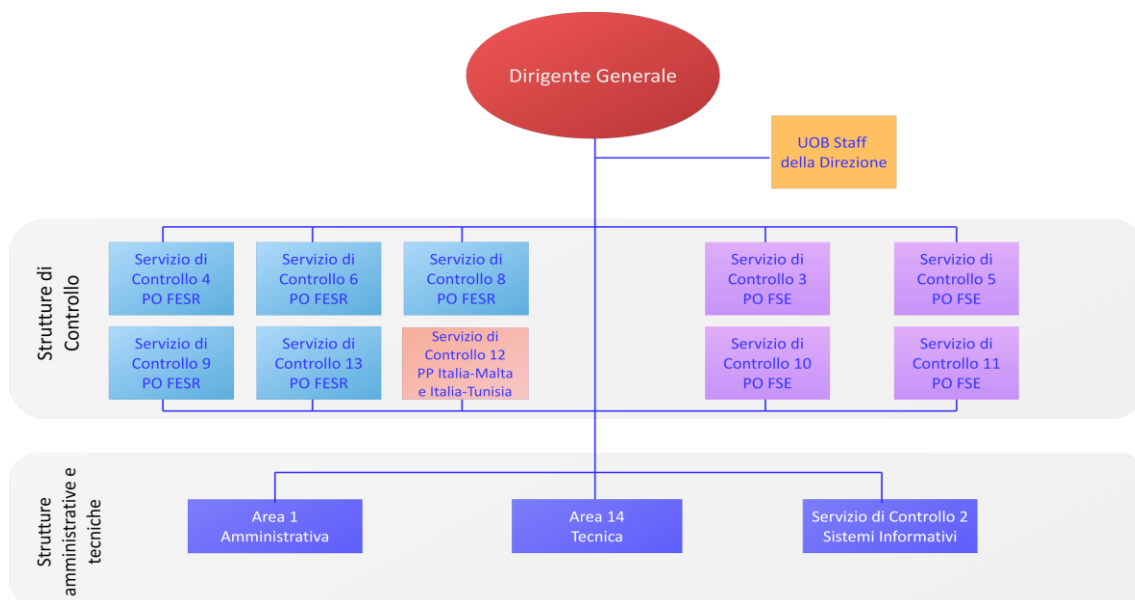 Dirigente Generale
UOB Staff
della Direzione
Strutture di
Controllo
Servizio di
Controllo 4
PO FESR
Servizio di
Controllo 6
PO FESR
Servizio di
Controllo 8
PO FESR
Servizio di
Controllo 3
PO FSE
Servizio di
Controllo 5
PO FSE
Servizio di
Controllo 9
PO FESR
Servizio di
Controllo 13
PO FESR
Servizio di
Controllo 12
PP Italia-Malta
e Italia-Tunisia
Servizio di
Controllo 10
PO FSE
Servizio di
Controllo 11
PO FSE
Strutture
amministrative e
tecniche
Area 1
Amministrativa
Area 14
Tecnica
Servizio di Controllo 2
Sistemi Informativi